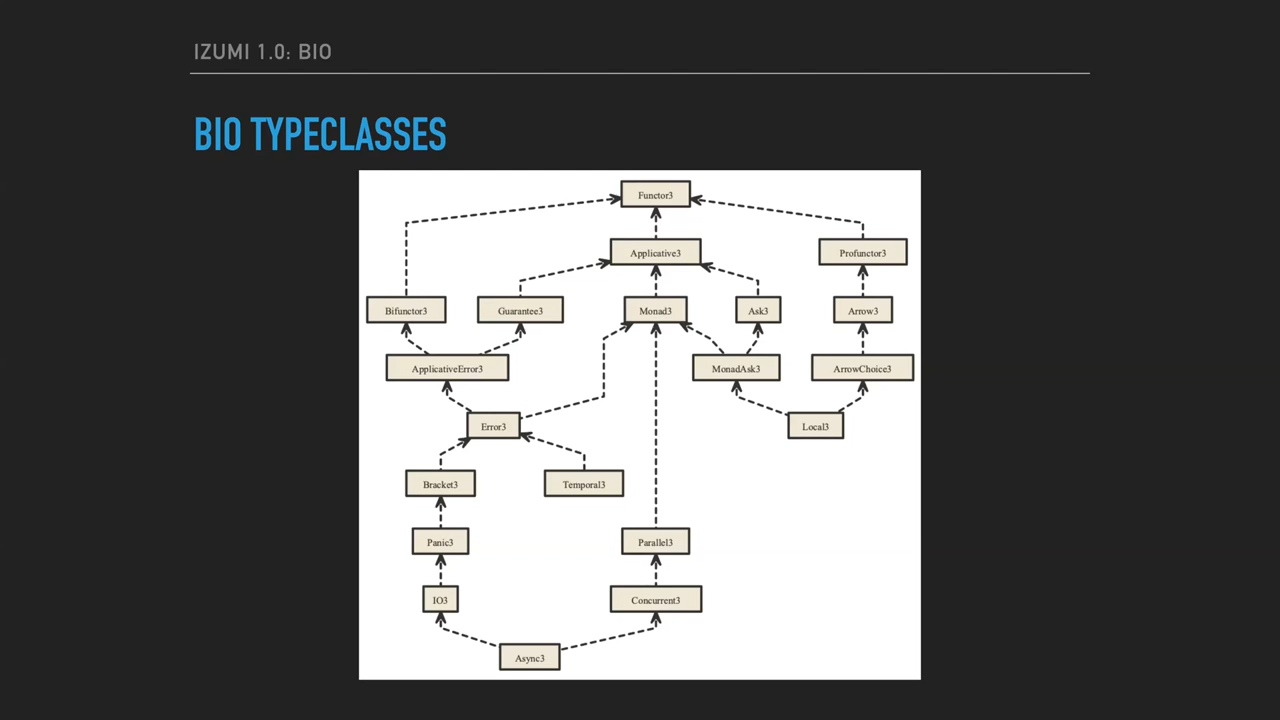 IZUMI 1.0: BIO
BIO TYPECLASSES
Functor3
Applicative3
Profunctor3
Bifunctor3
Guarantee3
Monad3
Ask3
Arrow3
ApplicativeError3
MonadAsk3
ArrowChoice3
Error3
Local3
Bracket3
Temporal3
Panic3
Parallel3
IO3
Concurrent3
Async3